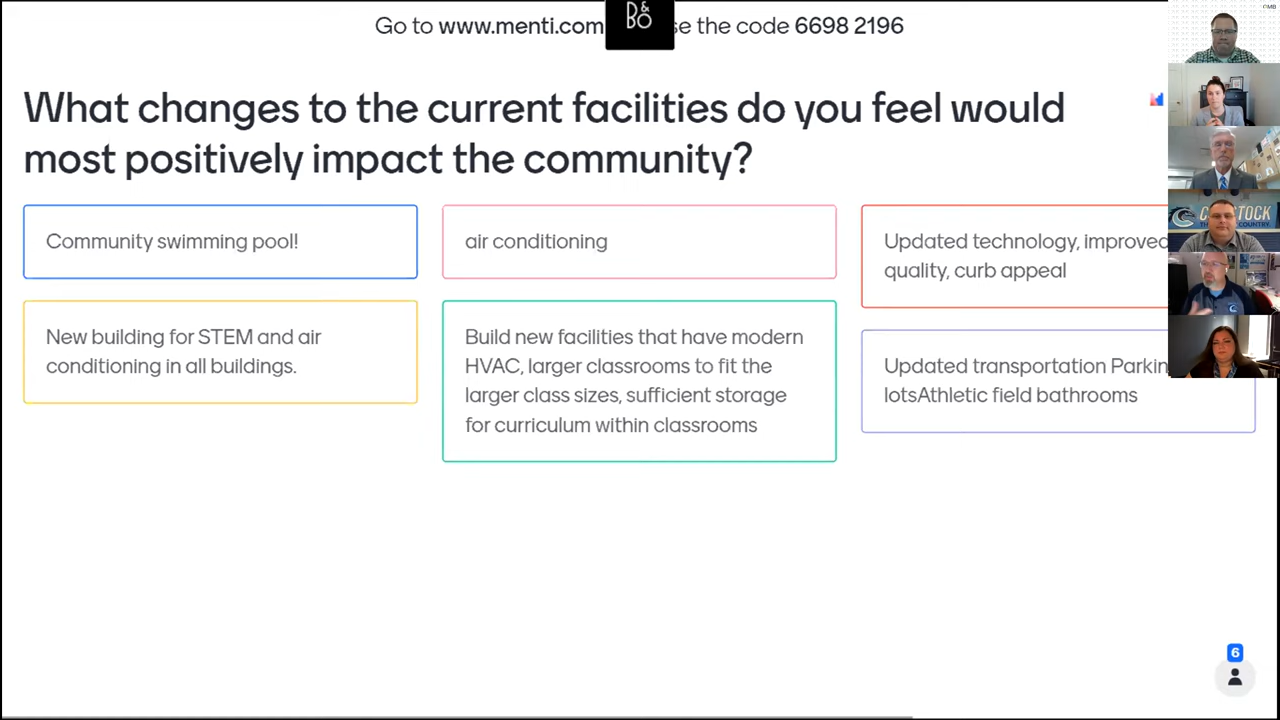 Go to www.menti.com se the code 6698 2196
B&
BO
What changes to the current facilities do you feel would
most positively impact the community?
Community swimming pool!
air conditioning
Updated technology, improved
quality, curb appeal
New building for STEM and air
conditioning in all buildings.
Build new facilities that have modern
HVAC, larger classrooms to fit the
larger class sizes, sufficient storage
for curriculum within classrooms
Updated transportation Parkin
lotsAthletic field bathrooms
6